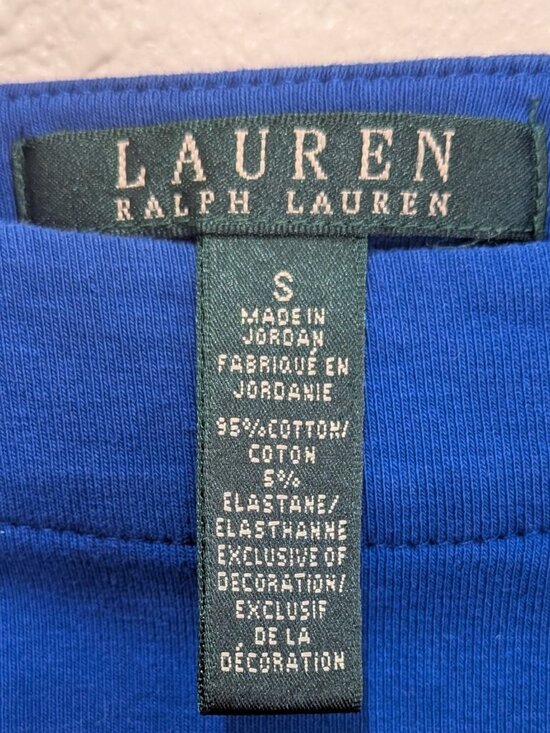 LAUREN
RALPH LAUREN
S
MADE IN
JORDAN
FABRIQUÉ EN
JORDANIE
95%COTTON/
COTON
5%
ELASTANE/
ELASTHANNE
EXCLUSIVE OF
DECORATION/
EXCLUSIF
DE LA
DÉCORATION